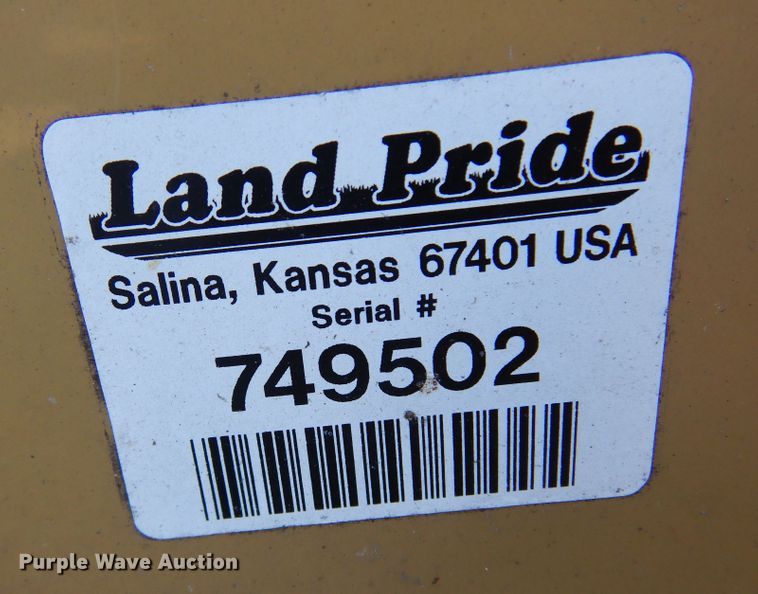 Land Pride
Salina, Kansas 67401 USA
Serial #
749502
Purple Wave Auction